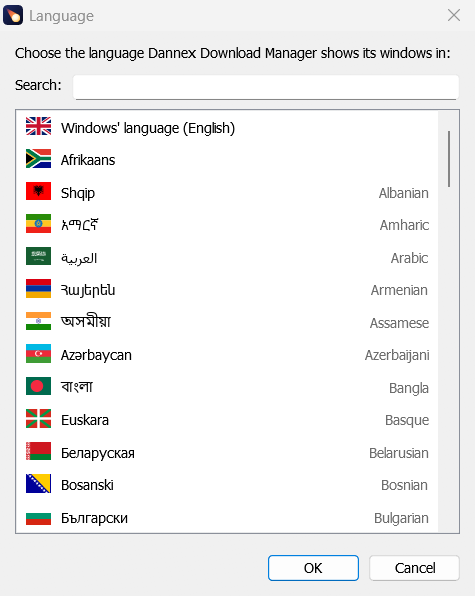 Language
Choose the language Dannex Download Manager shows its windows in:
Search:
Windows' language (English)
Afrikaans
Shqip Albanian
አማርኛ Amharic
العربية Arabic
Հայերեն Armenian
অসমীয়া Assamese
Azərbaycan Azerbaijani
বাংলা Bangla
Euskara Basque
Беларуская Belarusian
Bosanski Bosnian
Български Bulgarian
OK Cancel